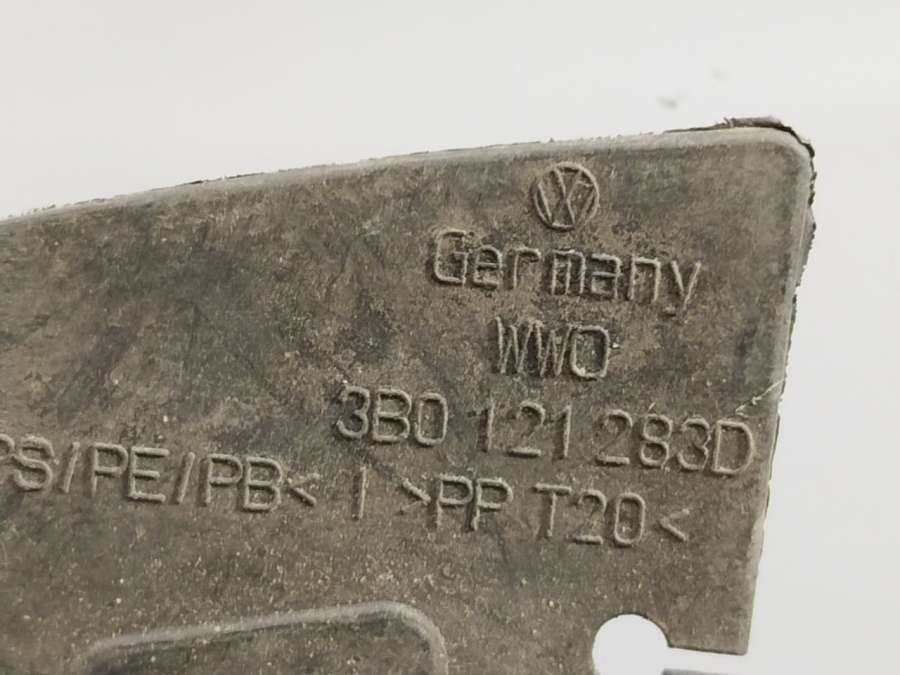 Germany
WWO
3B0 121 283D
PS/PE/PB< I >PP T20<